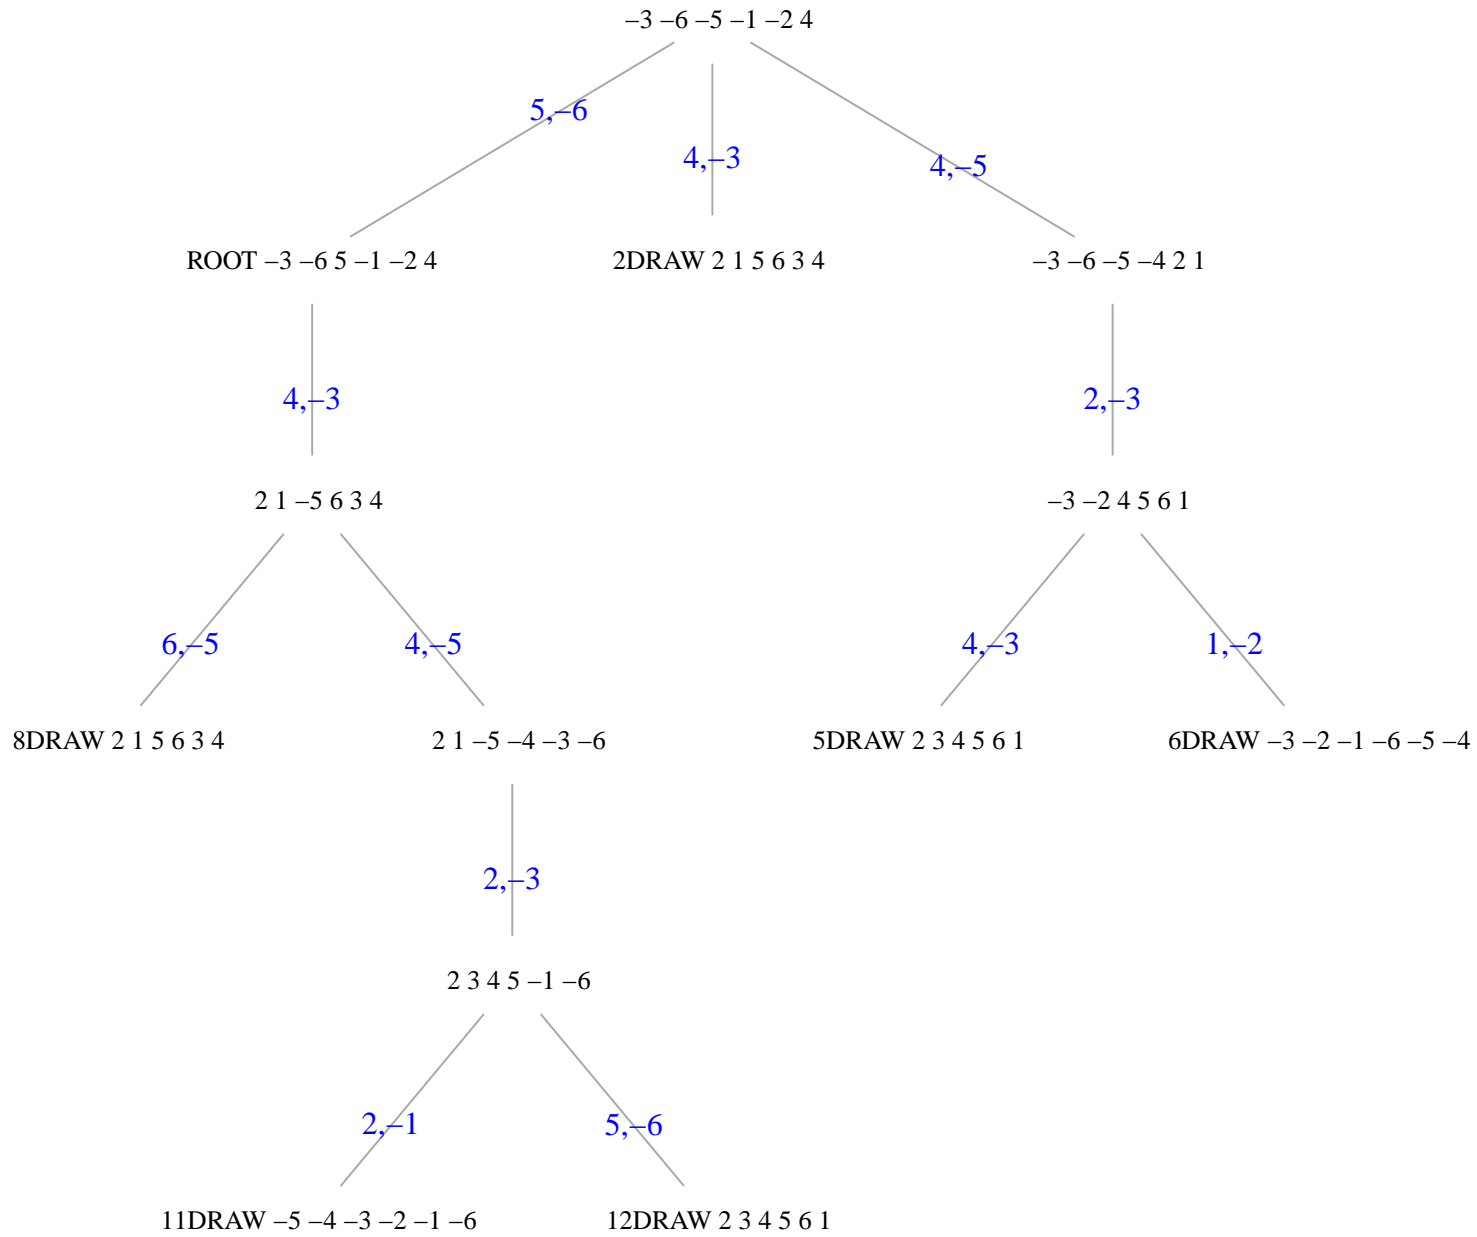 –3 –6 –5 –1 –2 4
5,–6
4,–3
4,–5
ROOT –3 –6 5 –1 –2 4
2DRAW 2 1 5 6 3 4
–3 –6 –5 –4 2 1
4,–3
2,–3
2 1 –5 6 3 4
–3 –2 4 5 6 1
6,–5
4,–5
4,–3
1,–2
8DRAW 2 1 5 6 3 4
2 1 –5 –4 –3 –6
5DRAW 2 3 4 5 6 1
6DRAW –3 –2 –1 –6 –5 –4
2,–3
2 3 4 5 –1 –6
2,–1
5,–6
11DRAW –5 –4 –3 –2 –1 –6
12DRAW 2 3 4 5 6 1